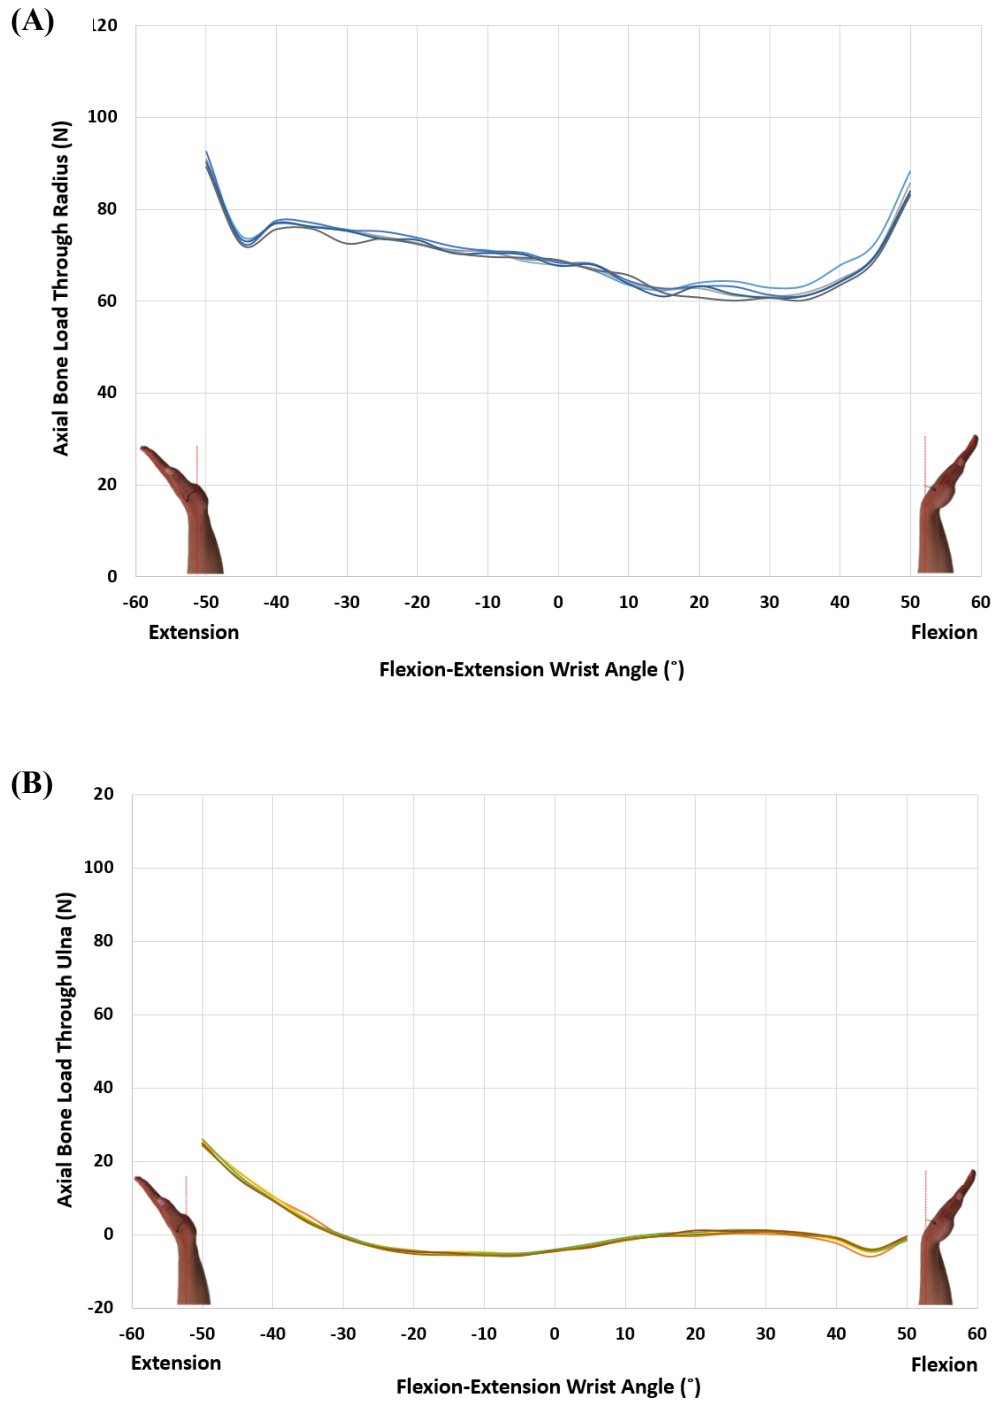 (A)
120
100
80
60
40
20
0
Axial Bone Load Through Radius (N)
-60 -50 -40 -30 -20 -10 0 10 20 30 40 50 60
Extension Flexion
Flexion-Extension Wrist Angle (°)
(B)
20
100
80
60
40
20
0
-20
Axial Bone Load Through Ulna (N)
-60 -50 -40 -30 -20 -10 0 10 20 30 40 50 60
Extension Flexion
Flexion-Extension Wrist Angle (°)